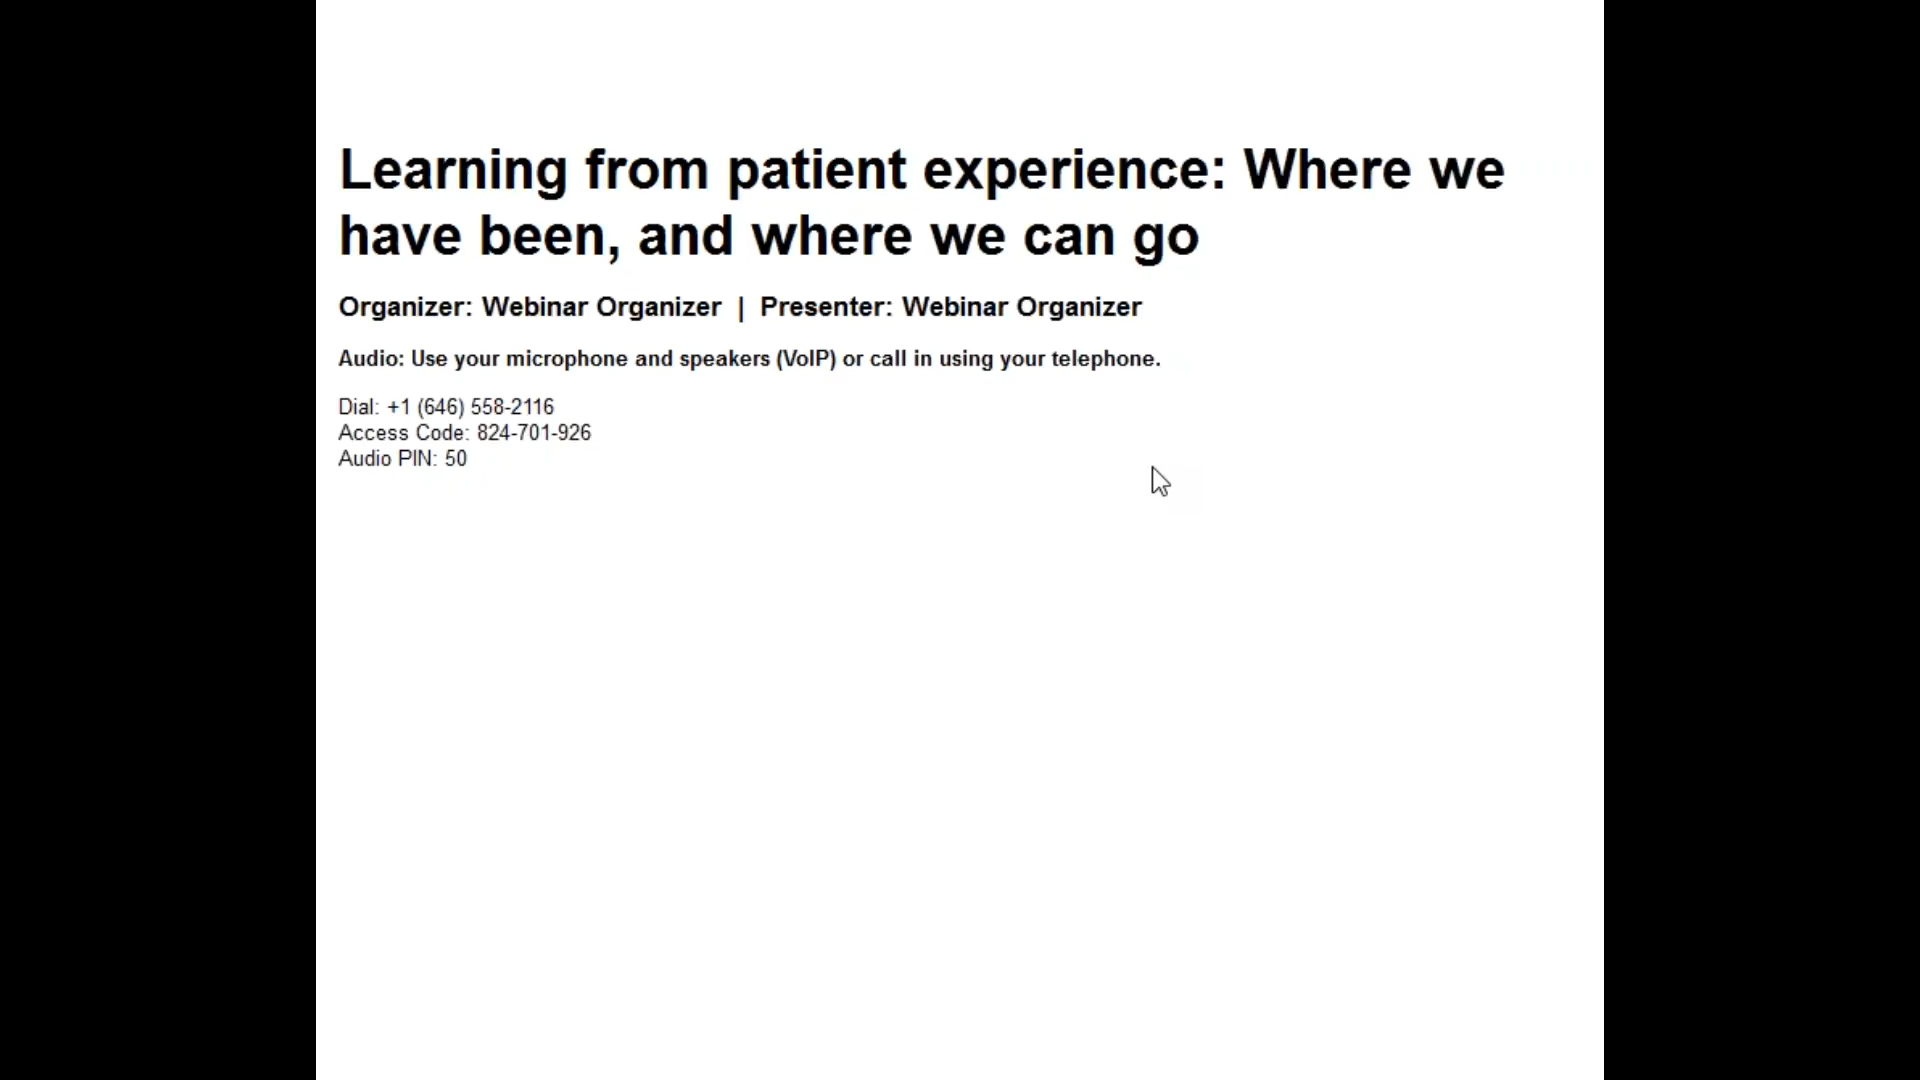 Learning from patient experience: Where we
have been, and where we can go
Organizer: Webinar Organizer | Presenter: Webinar Organizer
Audio: Use your microphone and speakers (VoIP) or call in using your telephone.
Dial: +1 (646) 558-2116
Access Code: 824-701-926
Audio PIN: 50